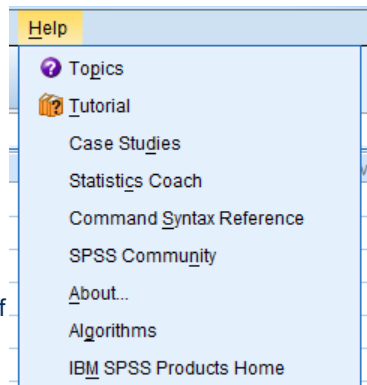 Help
Topics
Tutorial
Case Studies
Statistics Coach
Command Syntax Reference
SPSS Community
About...
f
Algorithms
IBM SPSS Products Home